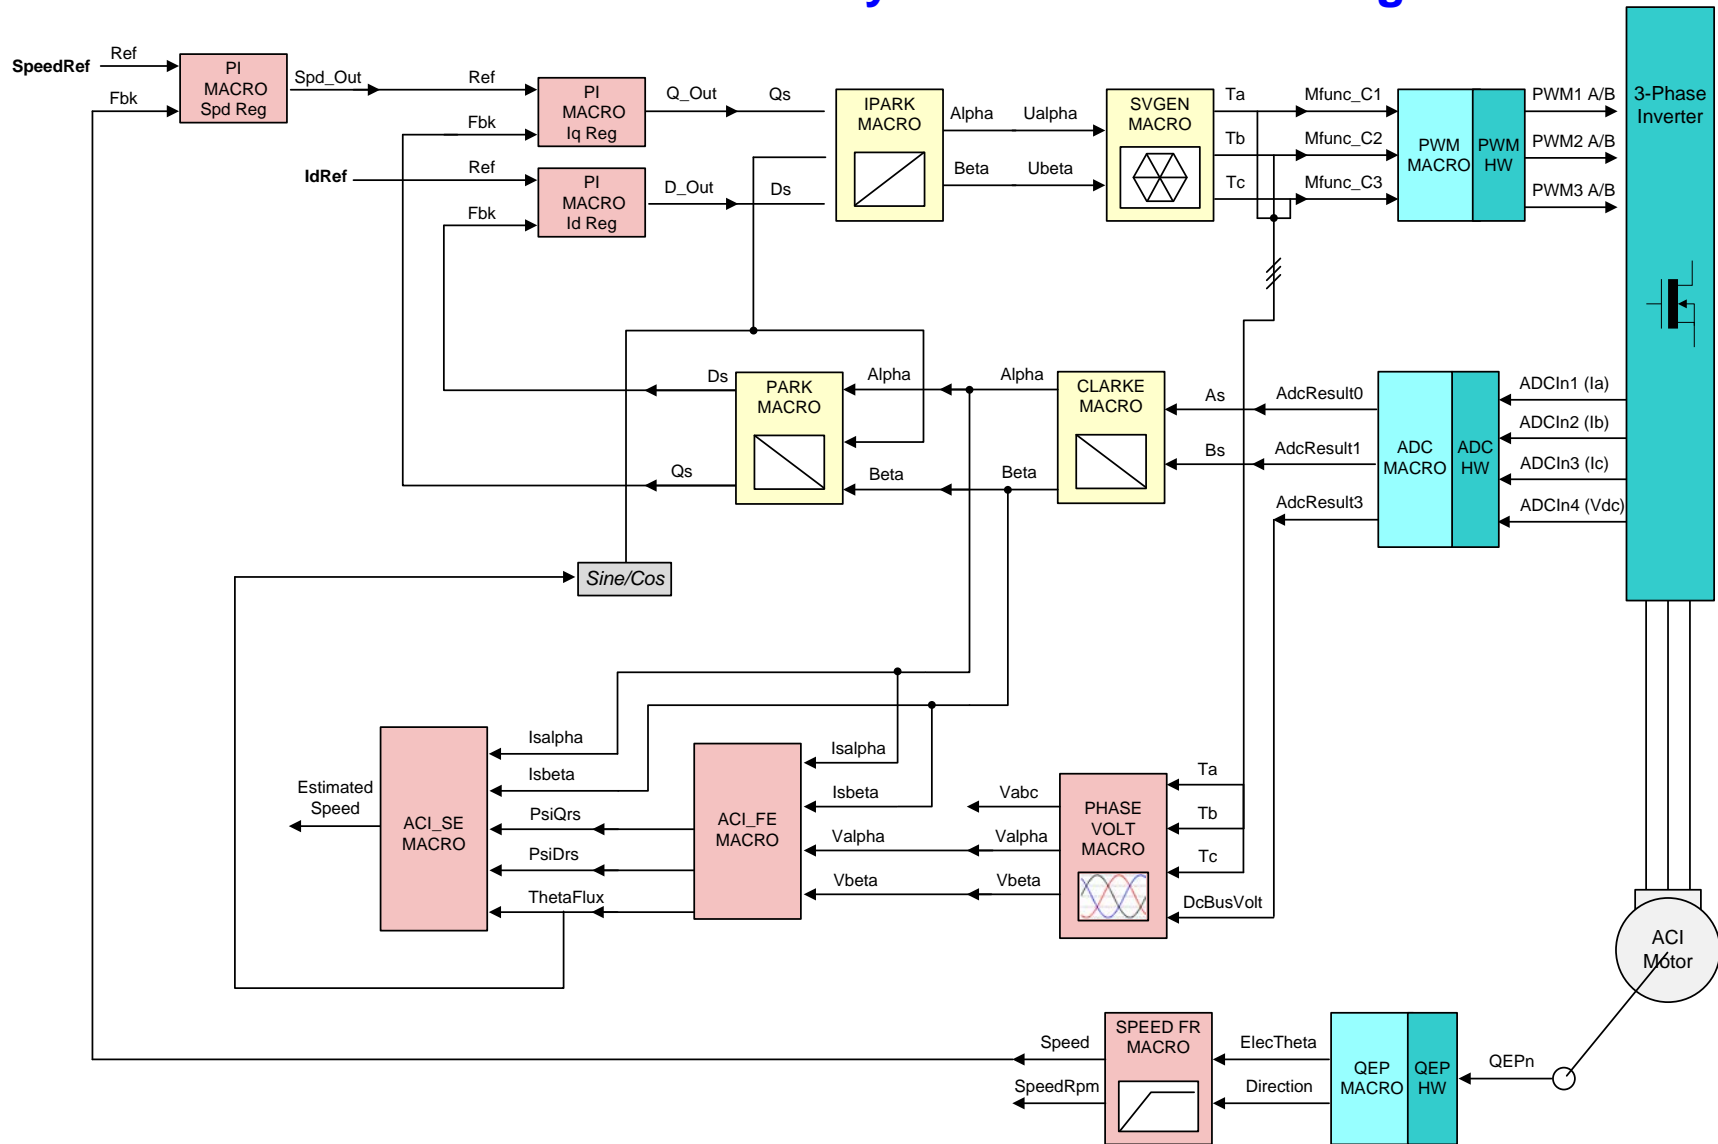 SpeedRef
Ref
Fbk
PI
MACRO
Spd Reg
Spd_Out
Ref
Fbk
PI
MACRO
Iq Reg
Q_Out
Qs
IdRef
Ref
Fbk
PI
MACRO
Id Reg
D_Out
Ds
IPARK
MACRO
Alpha
Ualpha
Beta
Ubeta
SVGEN
MACRO
Ta
Tb
Tc
Mfunc_C1
Mfunc_C2
Mfunc_C3
PWM
MACRO
PWM
HW
PWM1 A/B
PWM2 A/B
PWM3 A/B
3-Phase
Inverter
Ds
Qs
PARK
MACRO
Alpha
Alpha
Beta
Beta
CLARKE
MACRO
As
AdcResult0
Bs
AdcResult1
AdcResult3
ADC
MACRO
ADC
HW
ADCIn1 (Ia)
ADCIn2 (Ib)
ADCIn3 (Ic)
ADCIn4 (Vdc)
Sine/Cos
Estimated
Speed
ACI_SE
MACRO
Isalpha
Isbeta
PsiQrs
PsiDrs
ThetaFlux
ACI_FE
MACRO
Isalpha
Isbeta
Valpha
Vbeta
Vabc
Valpha
Vbeta
PHASE
VOLT
MACRO
Ta
Tb
Tc
DcBusVolt
ACI
Motor
Speed
SpeedRpm
SPEED FR
MACRO
ElecTheta
Direction
QEP
MACRO
QEP
HW
QEPn